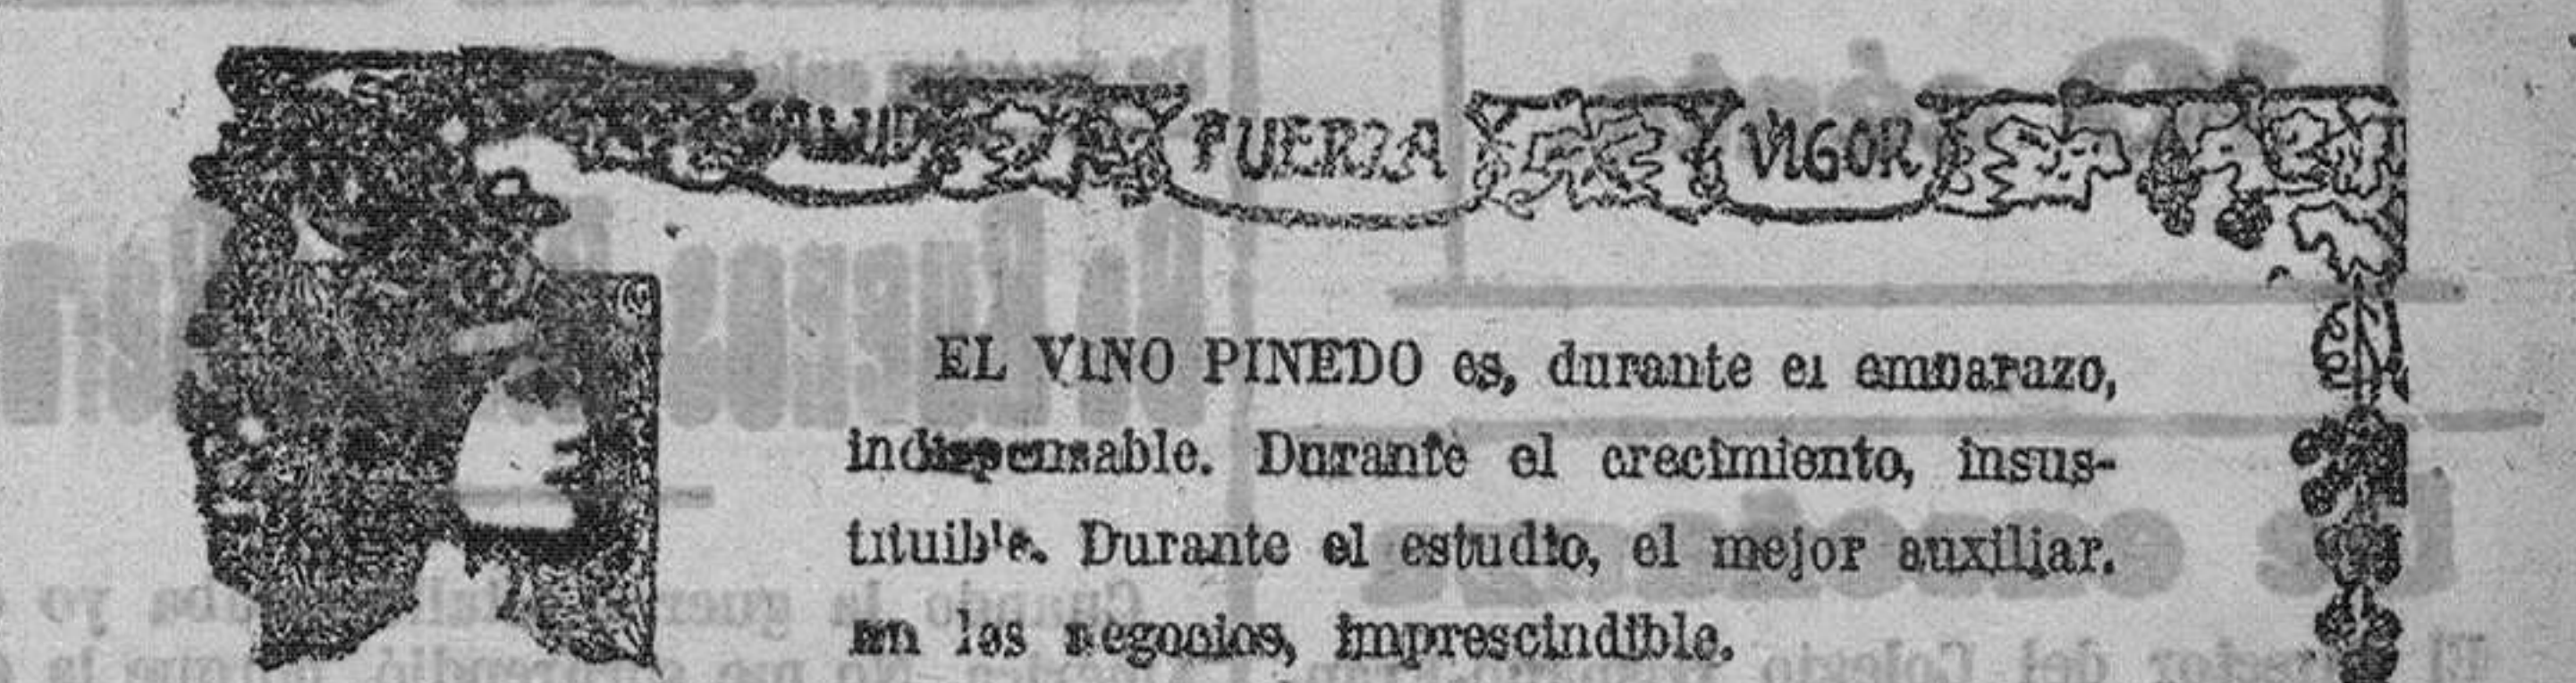 SALUD FUERZA VIGOR
EL VINO PINEDO es, durante el embarazo,
indispensable. Durante el crecimiento, insus-
tituible. Durante el estudio, el mejor auxiliar.
en los negocios, imprescindible.